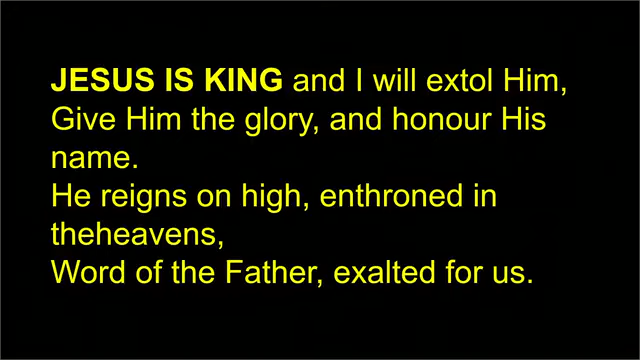 JESUS IS KING and I will extol Him,
Give Him the glory, and honour His
name.
He reigns on high, enthroned in
theheavens,
Word of the Father, exalted for us.